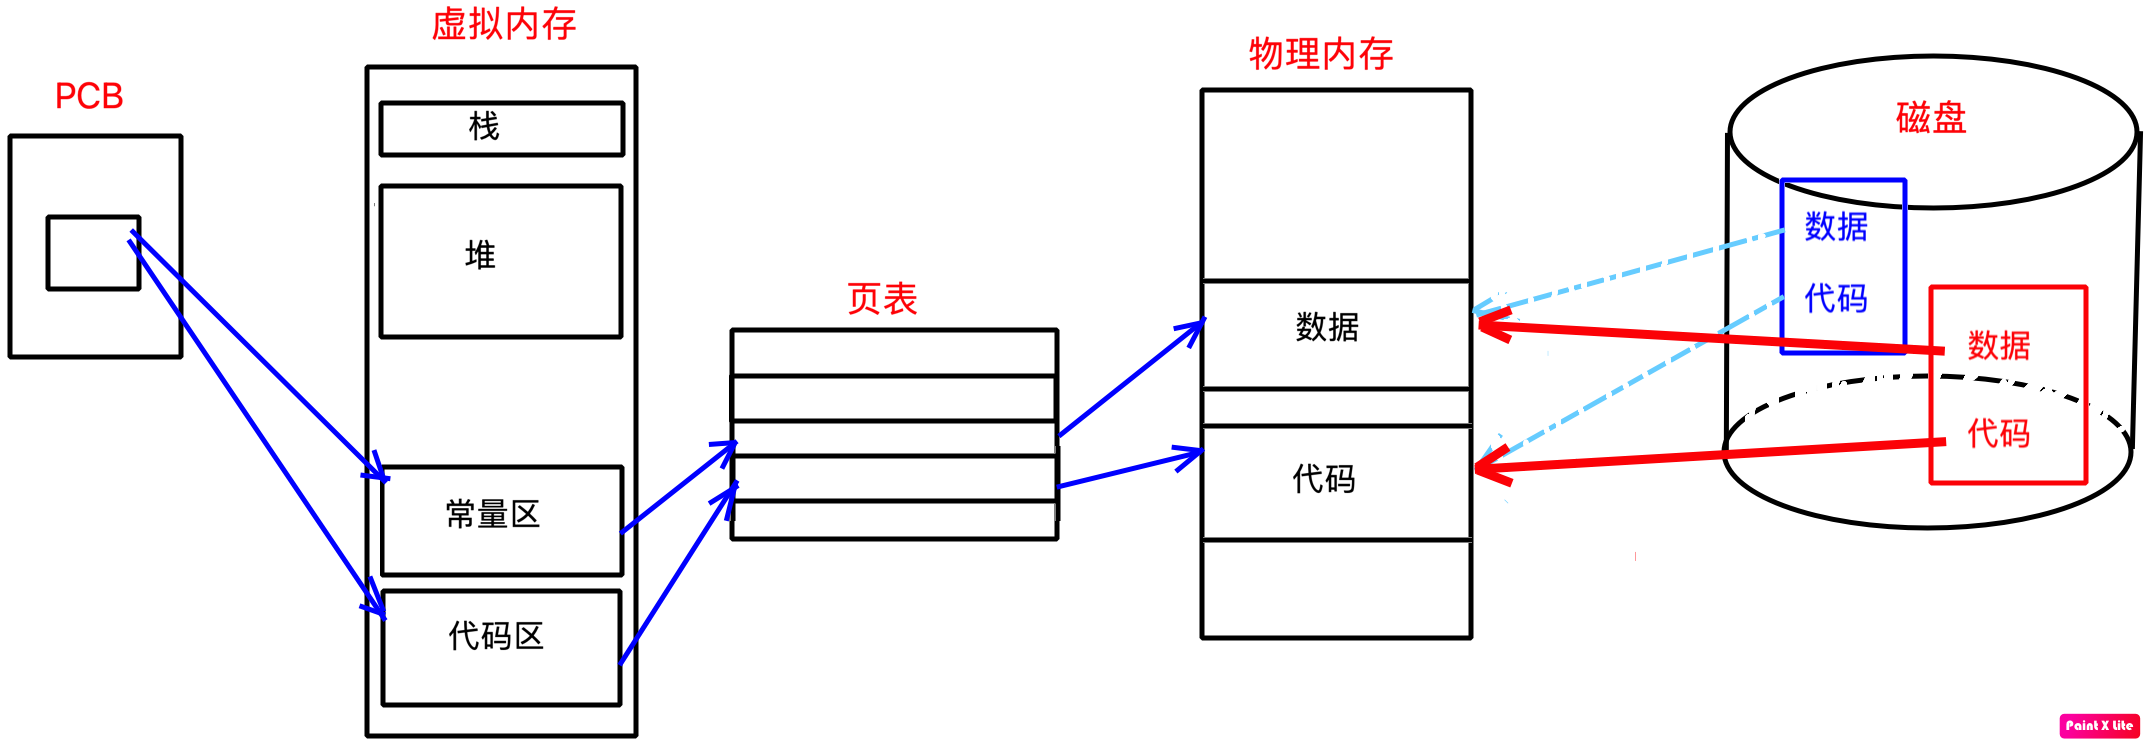 PCB
虚拟内存
栈
堆
常量区
代码区
页表
物理内存
数据
代码
磁盘
数据
代码
数据
代码
Paint X Lite